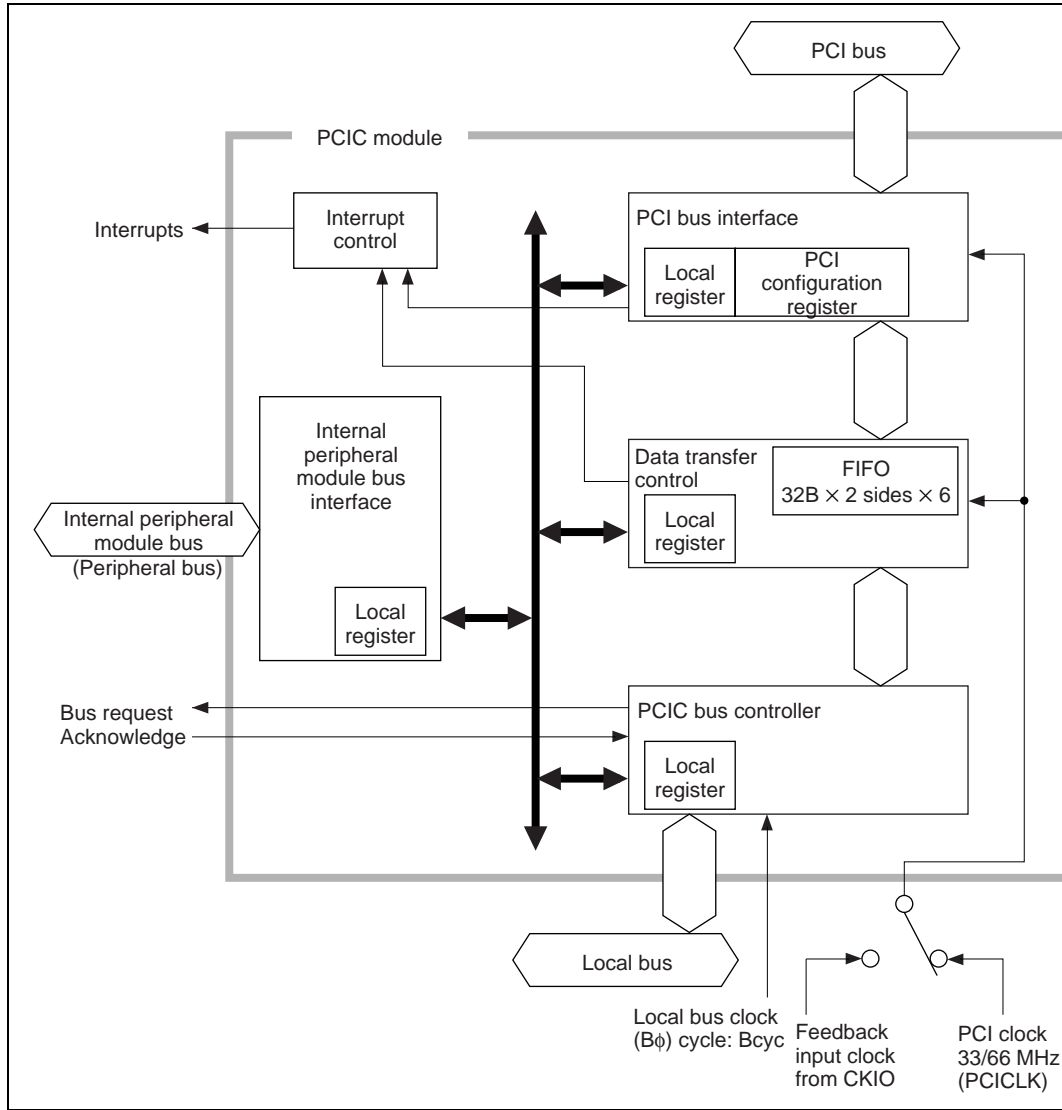 PCI bus
PCIC module
Interrupts
Interrupt
control
PCI bus interface
Local
register
PCI
configuration
register
Internal
peripheral
module bus
interface
Data transfer
control
FIFO
32B × 2 sides × 6
Local
register
Internal peripheral
module bus
(Peripheral bus)
Local
register
Bus request
Acknowledge
PCIC bus controller
Local
register
Local bus
Local bus clock
(Bϕ) cycle: Bcyc
Feedback
input clock
from CKIO
PCI clock
33/66 MHz
(PCICLK)